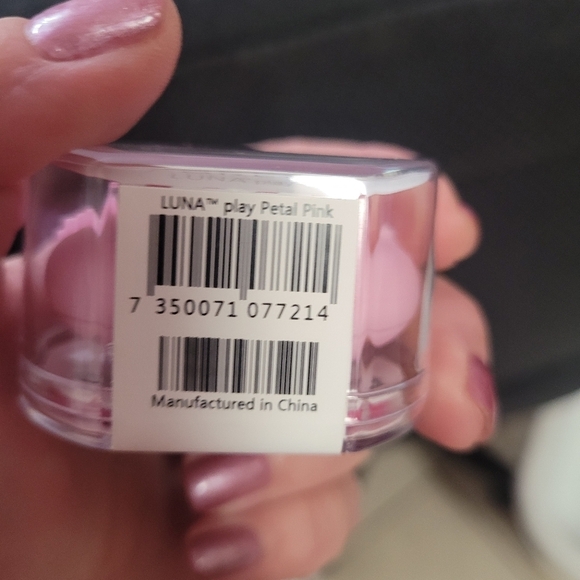 LUNA™ play Petal Pink
7 350071 077214
Manufactured in China